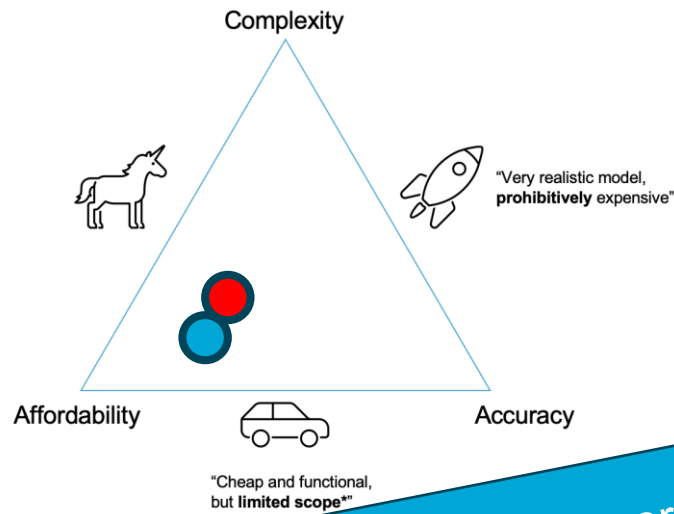 Complexity
“Very realistic model,
prohibitively expensive”
Affordability
Accuracy
“Cheap and functional,
but limited scope*”